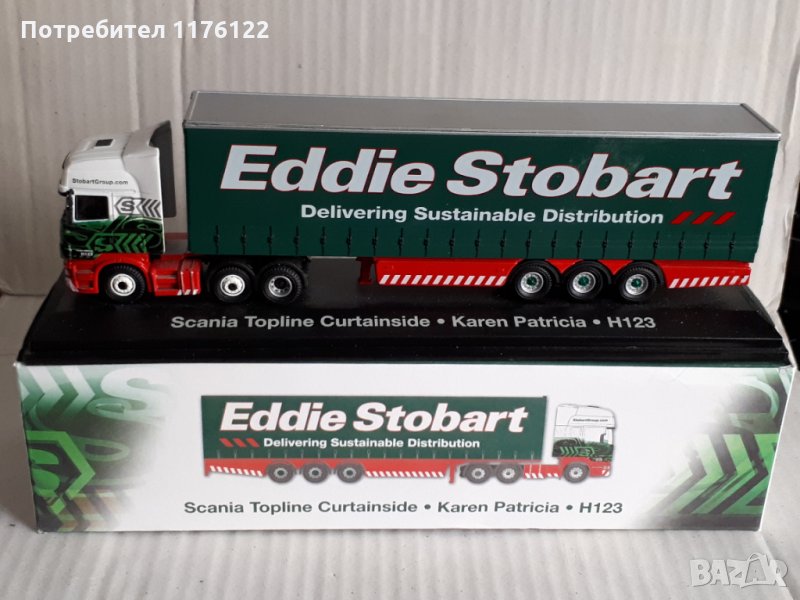 Потребител 1176122
StobartGroup.com
Eddie Stobart
Delivering Sustainable Distribution
Scania Topline Curtainside • Karen Patricia • H123
Eddie Stobart
Delivering Sustainable Distribution
Scania Topline Curtainside • Karen Patricia • H123
BAZAR